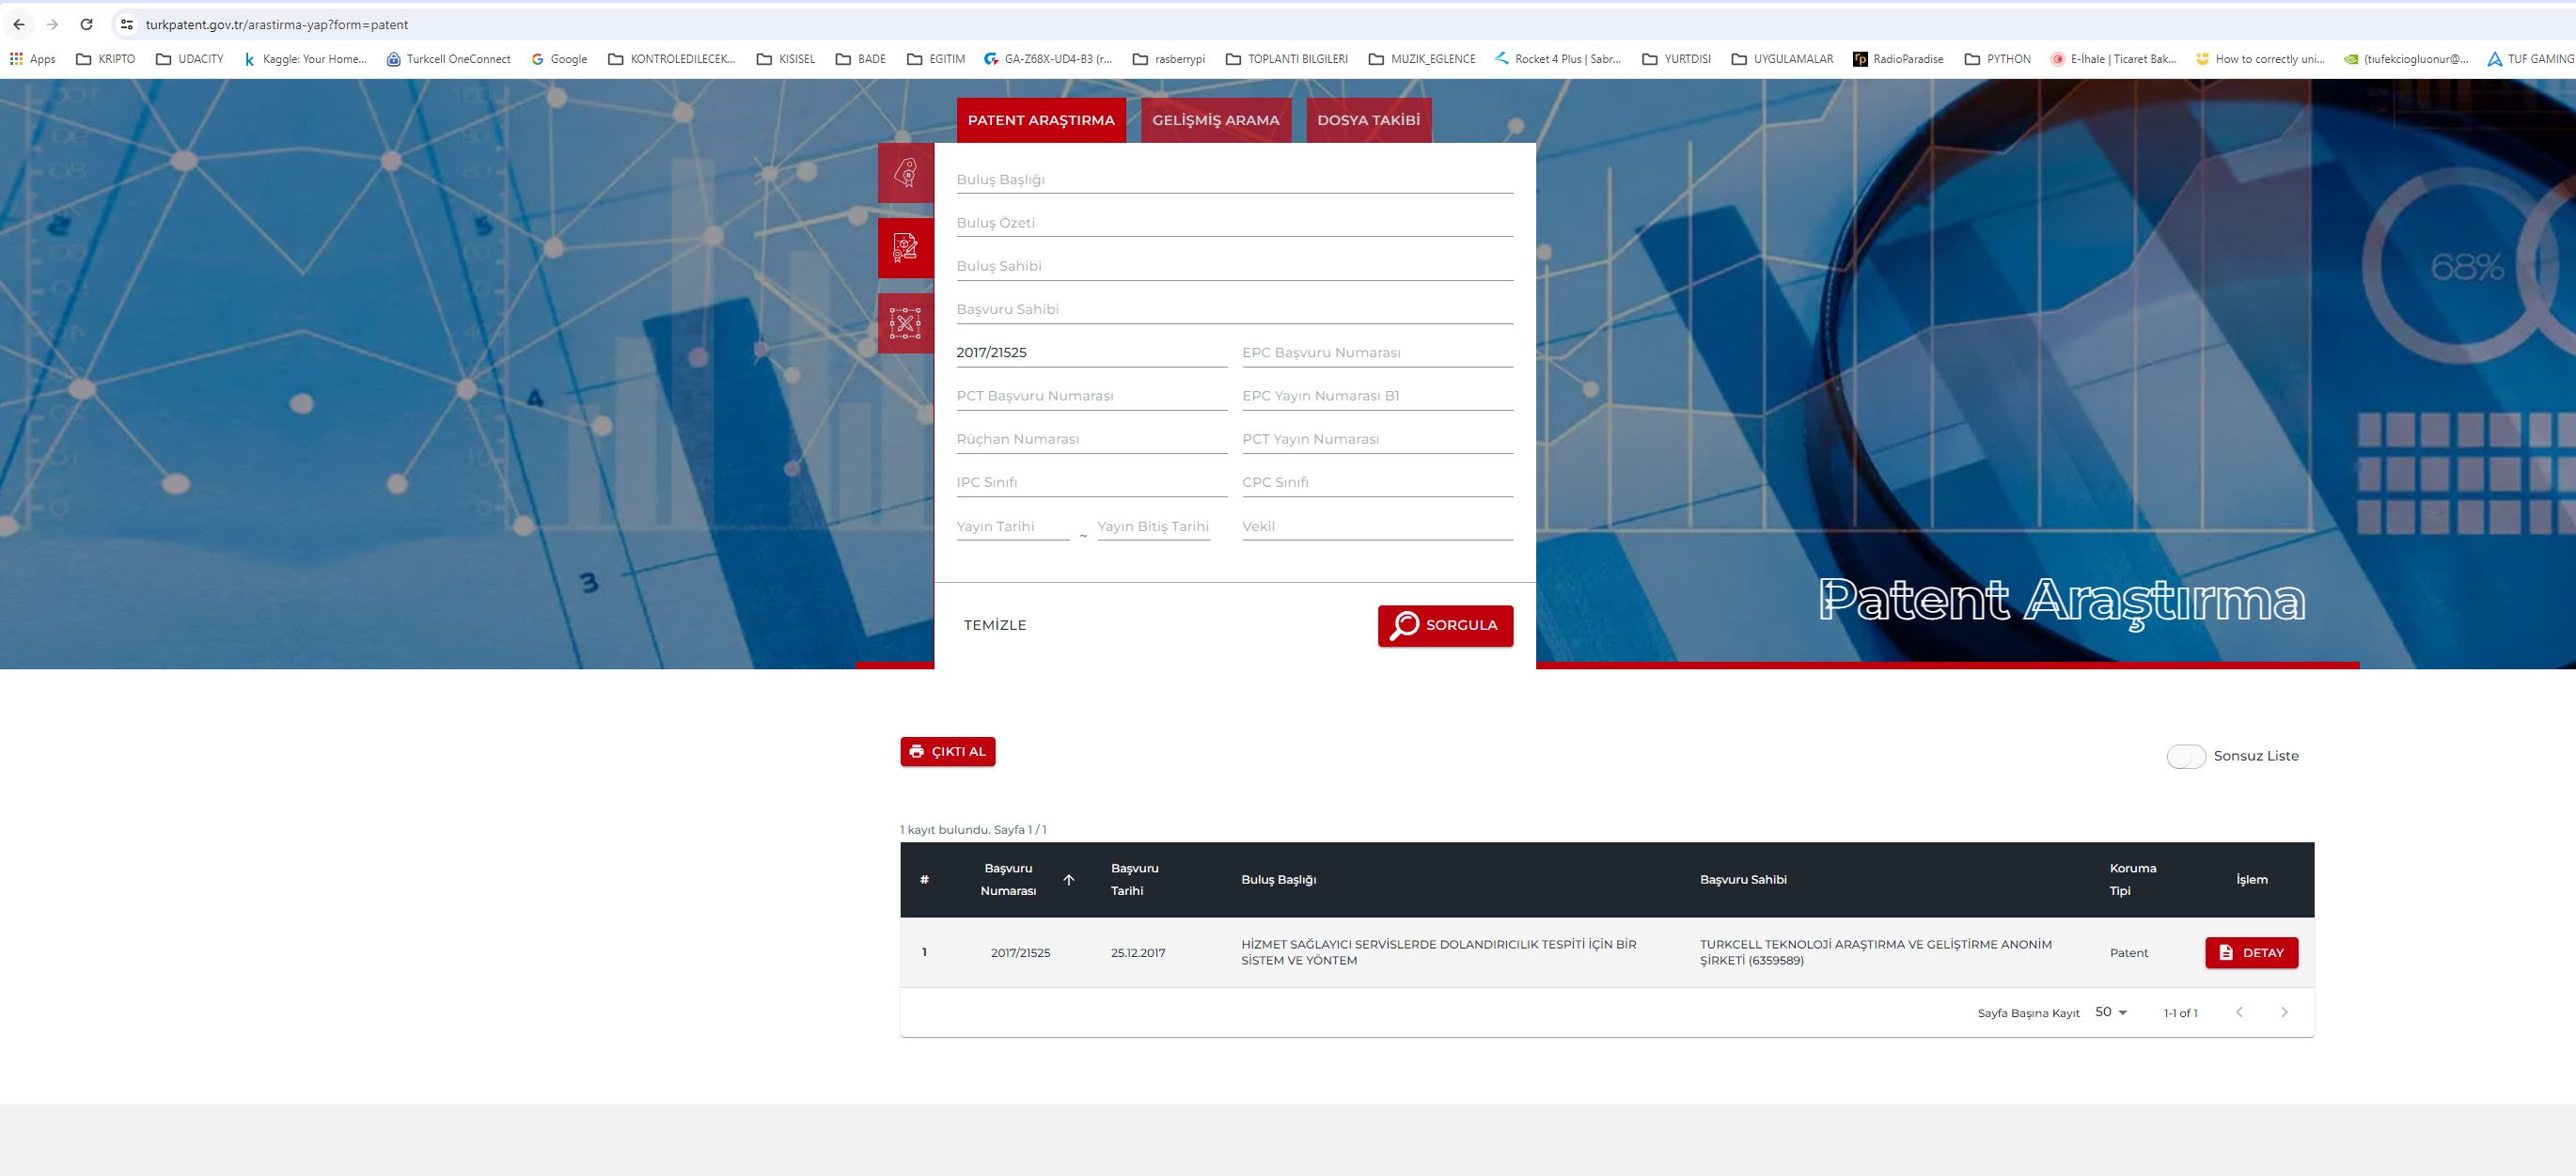 turkpatent.gov.tr/arastirma-yap?form=patent
Apps KRIPTO UDACITY Kaggle: Your Home... Turkcell OneConnect Google KONTROLEDILECEK... KISISEL BADE EGITIM GA-Z68X-UD4-B3 (r... rasberrypi TOPLANTI BILGILERI MUZIK_EGLENCE Rocket 4 Plus | Sabr... YURTDISI UYGULAMALAR RadioParadise PYTHON E-İhale | Ticaret Bak... How to correctly uni... (tufekciogluonur@... TUF GAMING
PATENT ARAŞTIRMA GELİŞMİŞ ARAMA DOSYA TAKİBİ
Buluş Başlığı
Buluş Özeti
Buluş Sahibi
Başvuru Sahibi
2017/21525 EPC Başvuru Numarası
PCT Başvuru Numarası EPC Yayın Numarası B1
Rüçhan Numarası PCT Yayın Numarası
IPC Sınıfı CPC Sınıfı
Yayın Tarihi ~ Yayın Bitiş Tarihi Vekil
TEMİZLE SORGULA
68%
2
5
4
3
Patent Araştırma
ÇIKTI AL
Sonsuz Liste
1 kayıt bulundu. Sayfa 1 / 1
# Başvuru Numarası Başvuru Tarihi Buluş Başlığı Başvuru Sahibi Koruma Tipi İşlem
1 2017/21525 25.12.2017 HİZMET SAĞLAYICI SERVİSLERDE DOLANDIRICILIK TESPİTİ İÇİN BİR SİSTEM VE YÖNTEM TURKCELL TEKNOLOJİ ARAŞTIRMA VE GELİŞTİRME ANONİM ŞİRKETİ (6359589) Patent DETAY
Sayfa Başına Kayıt 50 1-1 of 1